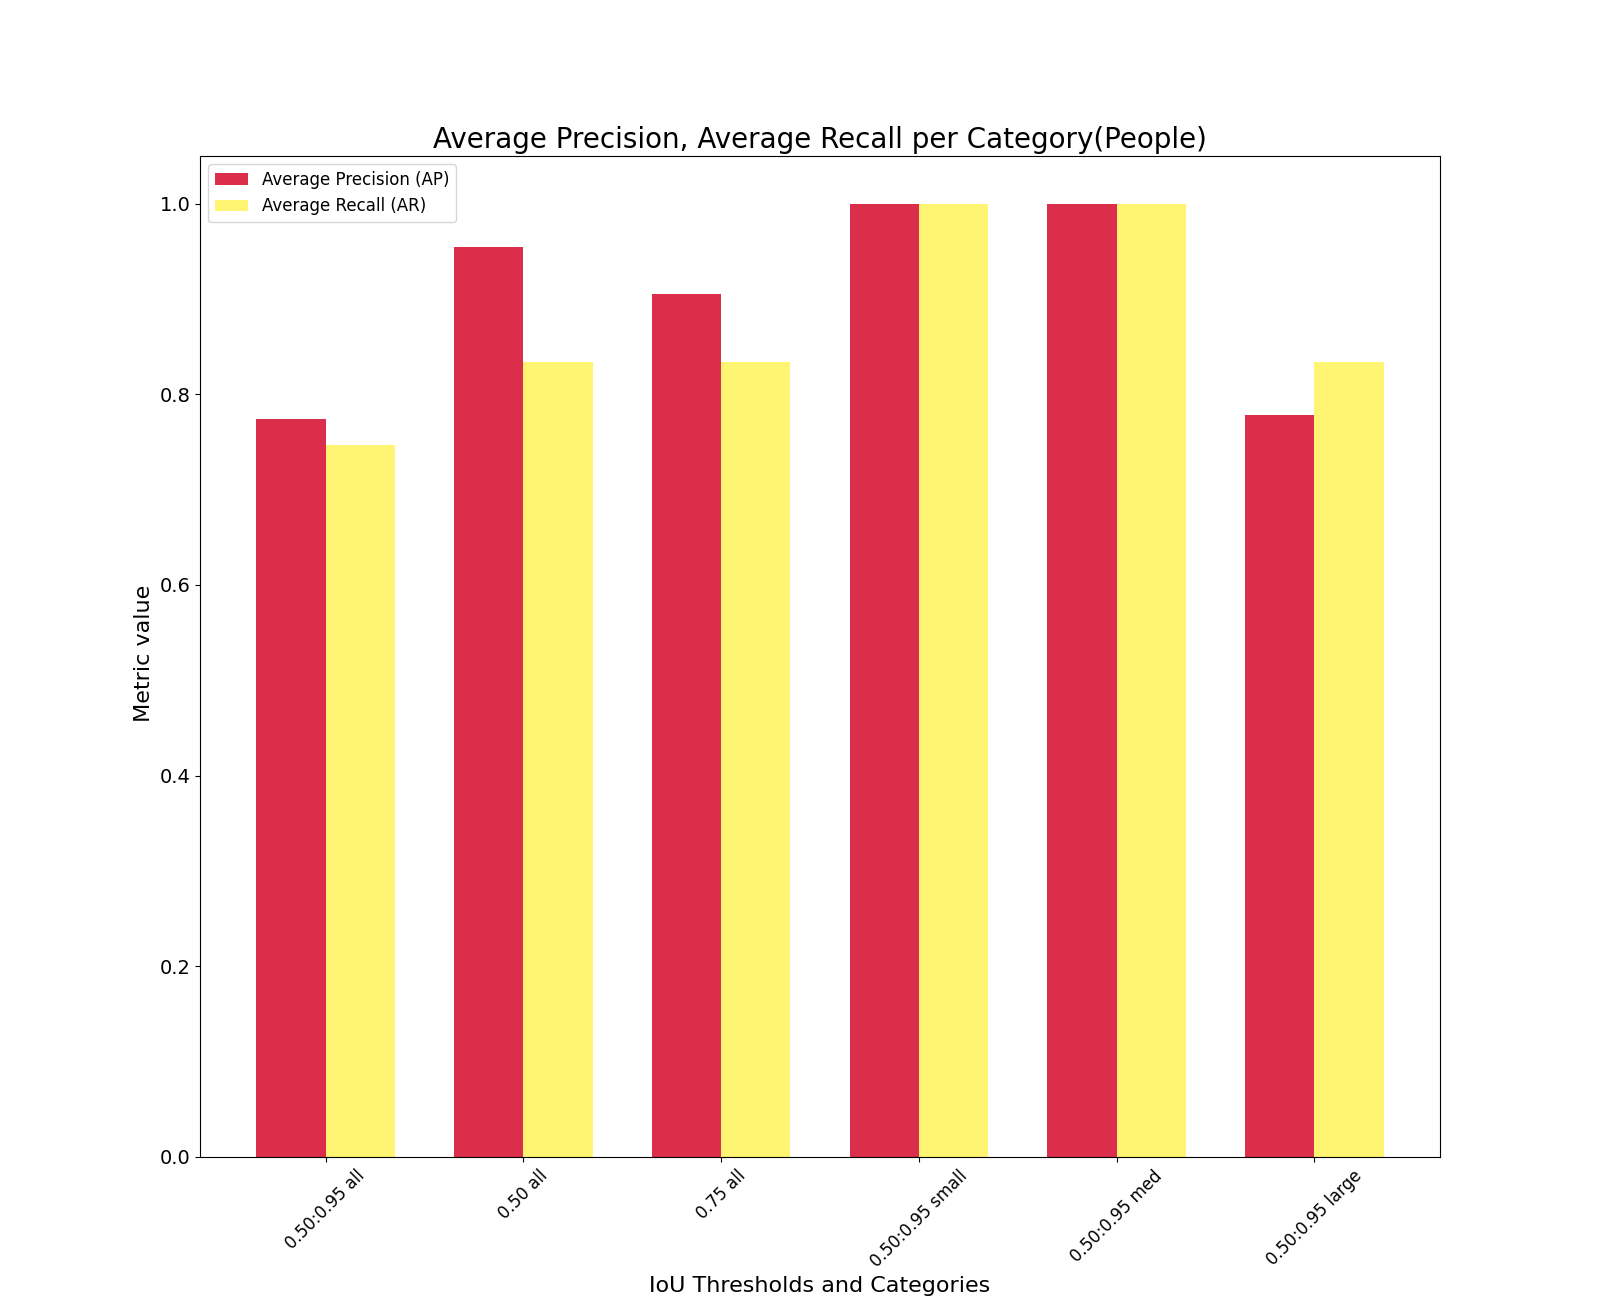 Average Precision, Average Recall per Category(People)
Average Precision (AP)
Average Recall (AR)
Metric value
1.0
0.8
0.6
0.4
0.2
0.0
0.50:0.95 all
0.50 all
0.75 all
0.50:0.95 small
0.50:0.95 med
0.50:0.95 large
IoU Thresholds and Categories